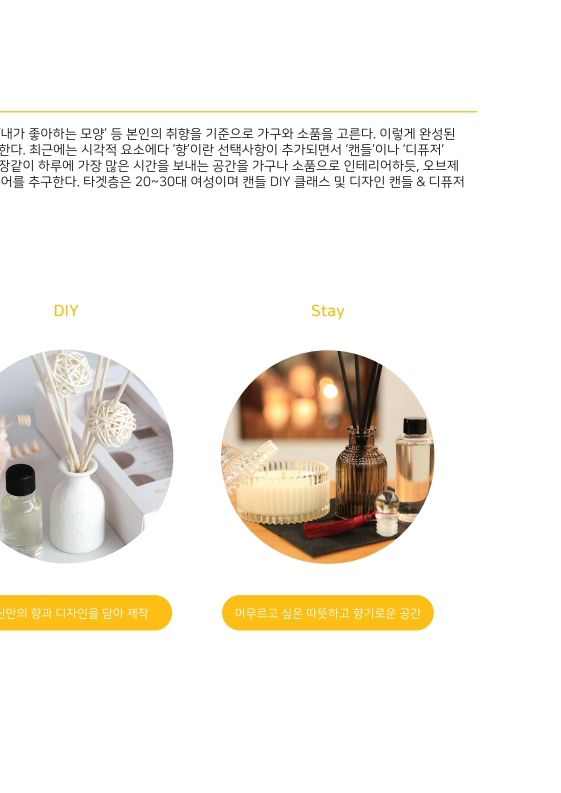 내가 좋아하는 모양' 등 본인의 취향을 기준으로 가구와 소품을 고른다. 이렇게 완성된
한다. 최근에는 시각적 요소에다 '향'이란 선택사항이 추가되면서 '캔들'이나 '디퓨저'
장같이 하루에 가장 많은 시간을 보내는 공간을 가구나 소품으로 인테리어하듯, 오브제
어를 추구한다. 타겟층은 20~30대 여성이며 캔들 DIY 클래스 및 디자인 캔들 & 디퓨저
DIY
Stay
신만의 향과 디자인을 담아 제작
머무르고 싶은 따뜻하고 향기로운 공간